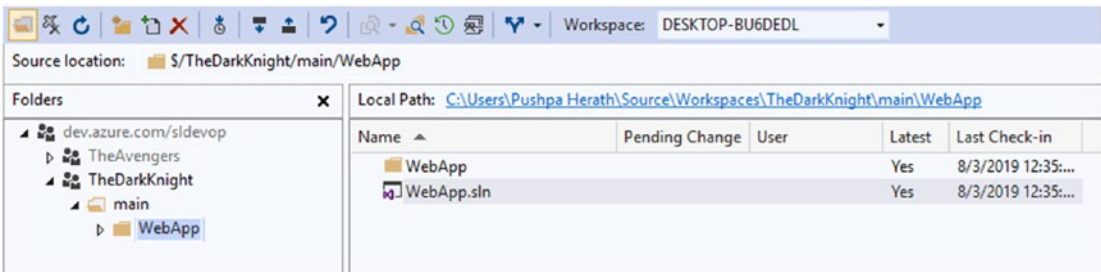 Workspace: DESKTOP-BU6DEDL
Source location: $/TheDarkKnight/main/WebApp
Folders
dev.azure.com/sldevop
TheAvengers
TheDarkKnight
main
WebApp
Local Path: C:\Users\Pushpa Herath\Source\Workspaces\TheDarkKnight\main\WebApp
Name Pending Change User Latest Last Check-in
WebApp Yes 8/3/2019 12:35:...
WebApp.sln Yes 8/3/2019 12:35:...